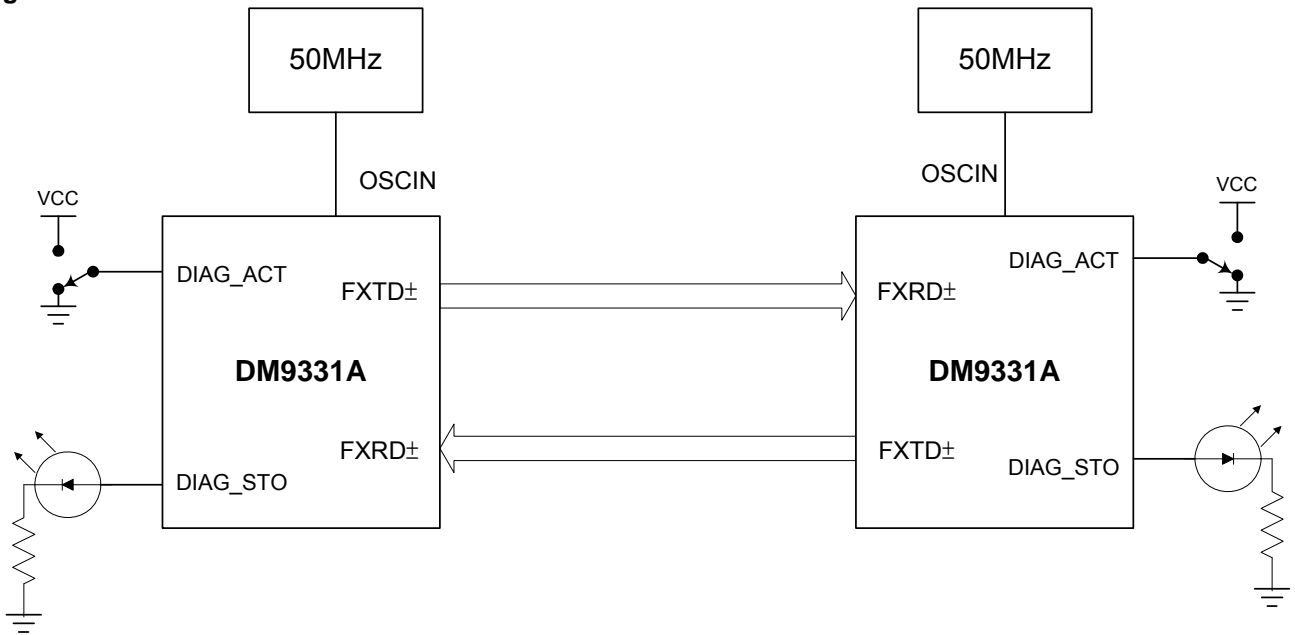 50MHz
50MHz
OSCIN
OSCIN
VCC
VCC
DIAG_ACT
DIAG_ACT
FXTD±
FXRD±
DM9331A
DM9331A
FXRD±
FXTD±
DIAG_STO
DIAG_STO